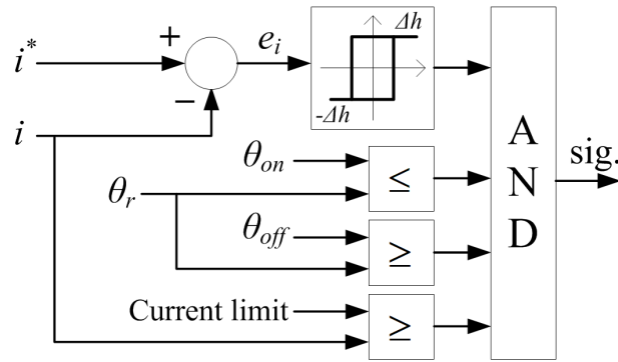 i*
+
−
e_i
Δh
-Δh
i
θ_on
≤
θ_r
θ_off
≥
Current limit
≥
A
N
D
sig.